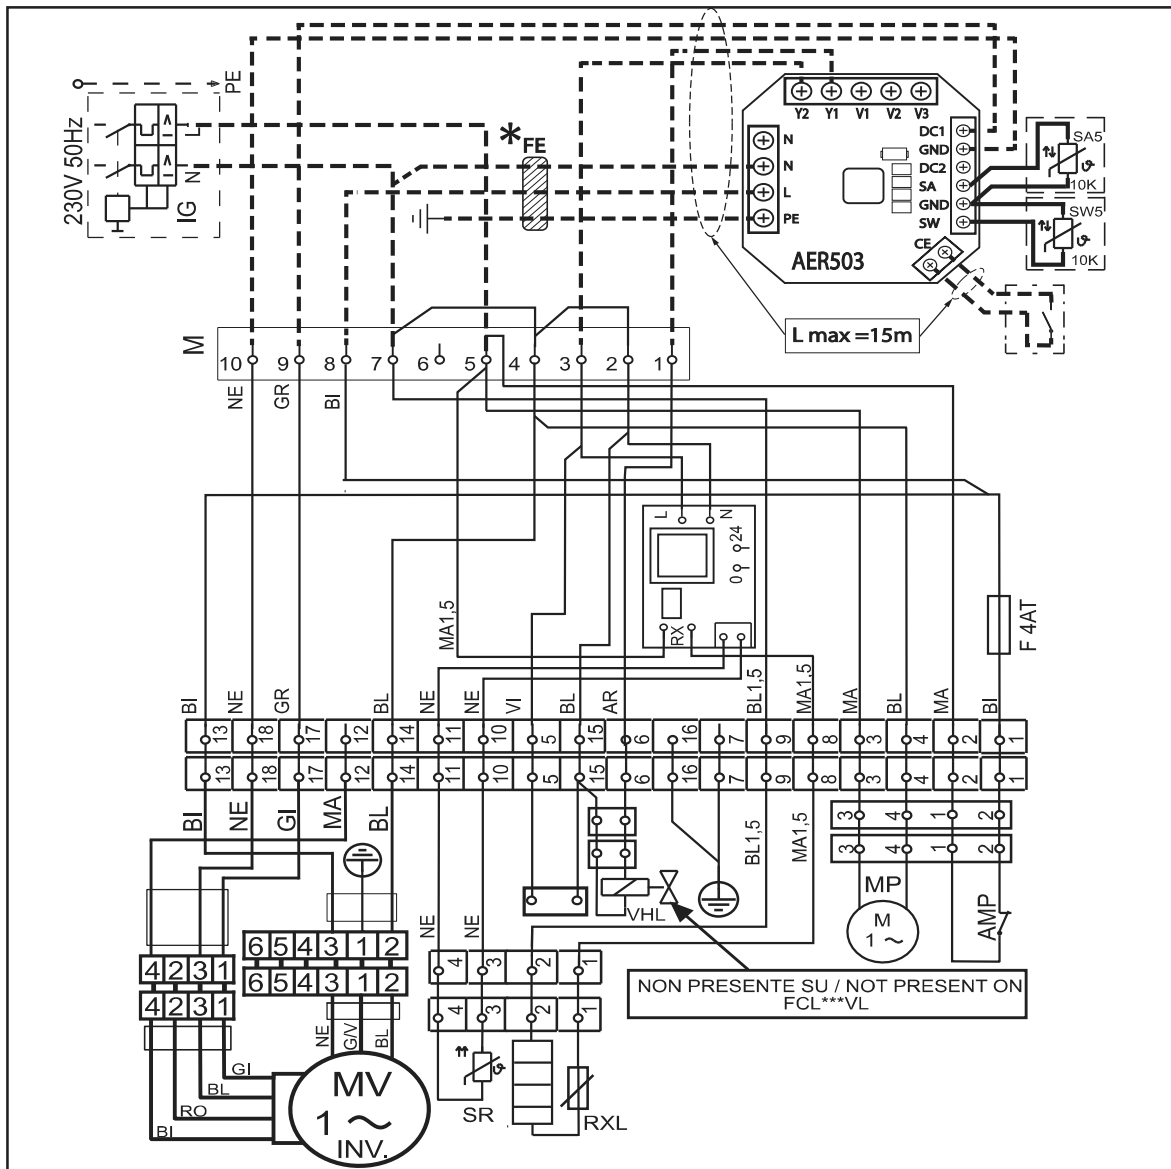 PE
230V 50Hz
L
N
IG
* FE
Y2 Y1 V1 V2 V3
N
N
L
PE
DC1
GND
DC2
SA
GND
SW
CE
AER503
SA5
10K
SW5
10K
L max =15m
M
10 9 8 7 6 5 4 3 2 1
NE GR BI
L N
24
0
RX
MA1,5
F 4AT
BI NE GR BL NE NE VI BL AR BL1,5 MA1,5 MA BL MA BI
13 18 17 12 14 11 10 5 15 6 16 7 9 8 3 4 2 1
13 18 17 12 14 11 10 5 15 6 16 7 9 8 3 4 2 1
BI NE GI MA BL
BL1,5 MA1,5
3 4 1 2
3 4 1 2
MP
M
1 ~
AMP
VHL
NE NE
NON PRESENTE SU / NOT PRESENT ON
FCL***VL
6 5 4 3 1 2
6 5 4 3 1 2
4 2 3 1
4 2 3 1
4 3 2 1
4 3 2 1
NE G/V BL
GI
BL
RO
BI
MV
1 ~
INV.
SR
RXL